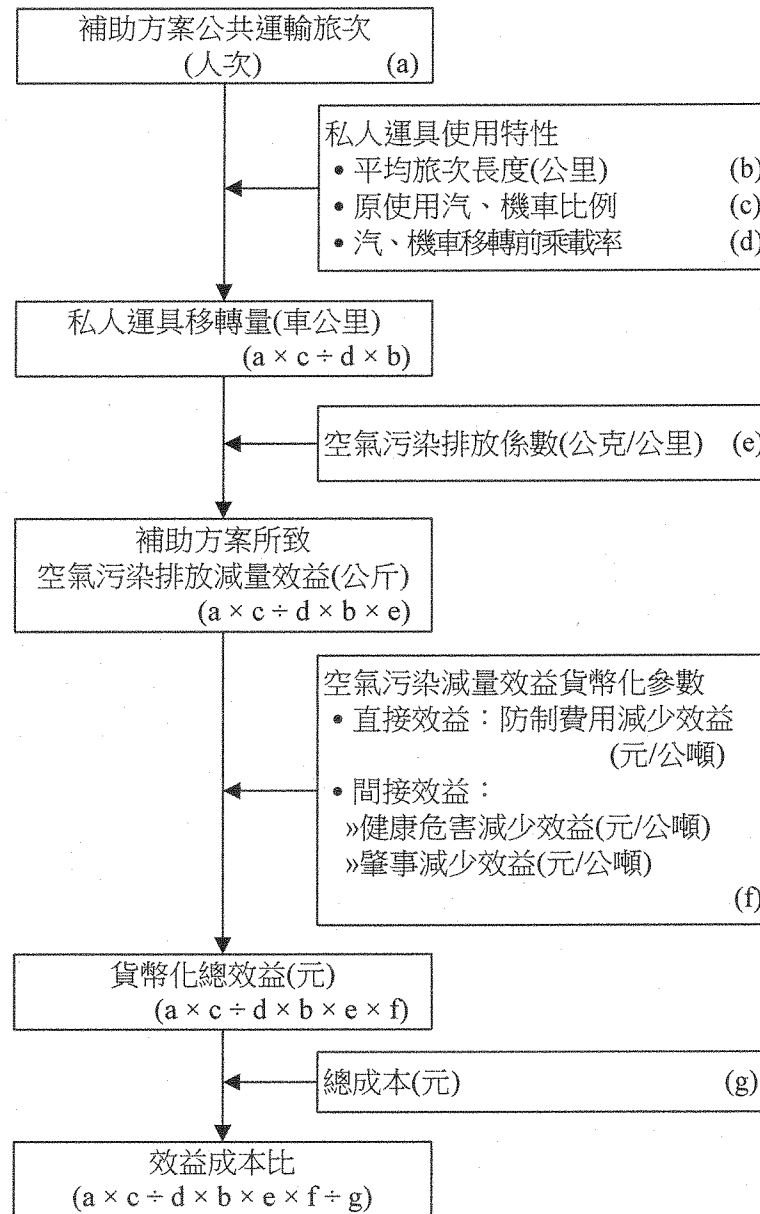 補助方案公共運輸旅次
(人次) (a)
私人運具使用特性
• 平均旅次長度(公里) (b)
• 原使用汽、機車比例 (c)
• 汽、機車移轉前乘載率 (d)
私人運具移轉量(車公里)
(a × c ÷ d × b)
空氣污染排放係數(公克/公里) (e)
補助方案所致
空氣污染排放減量效益(公斤)
(a × c ÷ d × b × e)
空氣污染減量效益貨幣化參數
• 直接效益：防制費用減少效益
(元/公噸)
• 間接效益：
»健康危害減少效益(元/公噸)
»肇事減少效益(元/公噸)
(f)
貨幣化總效益(元)
(a × c ÷ d × b × e × f)
總成本(元) (g)
效益成本比
(a × c ÷ d × b × e × f ÷ g)